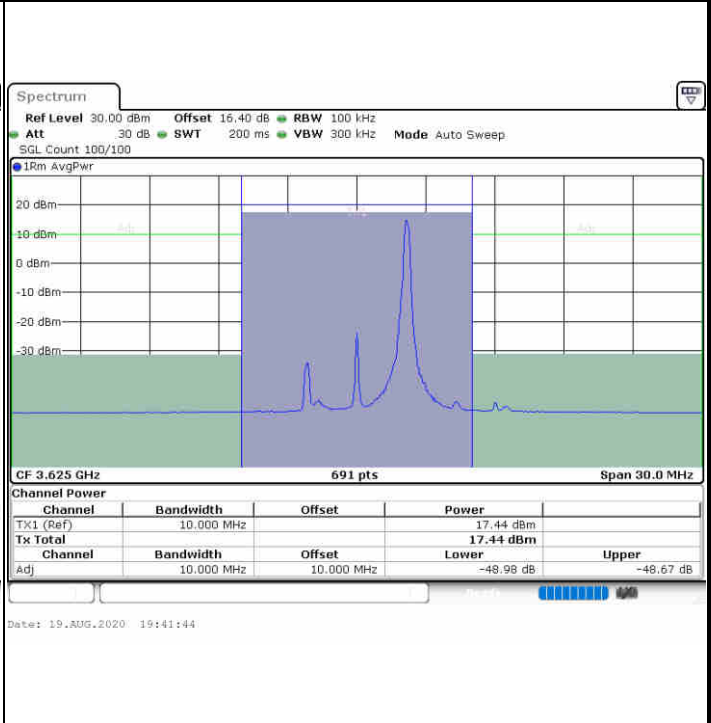 Spectrum
Ref Level 30.00 dBm Offset 16.40 dB RBW 100 kHz
Att 30 dB SWT 200 ms VBW 300 kHz Mode Auto Sweep
SGL Count 100/100
1Rm AvgPwr
20 dBm
Adj Adj
10 dBm
0 dBm
-10 dBm
-20 dBm
-30 dBm
CF 3.625 GHz 691 pts Span 30.0 MHz
Channel Power
Channel Bandwidth Offset Power
TX1 (Ref) 10.000 MHz 17.44 dBm
Tx Total 17.44 dBm
Channel Bandwidth Offset Lower Upper
Adj 10.000 MHz 10.000 MHz -48.98 dB -48.67 dB
Date: 19.AUG.2020 19:41:44